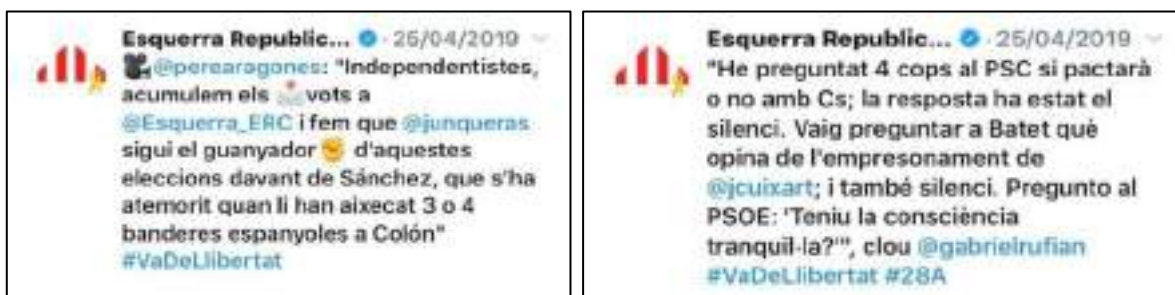 Esquerra Republic... · 25/04/2019
🎥@perearagones: "Independentistes,
acumulem els 🗳️vots a
@Esquerra_ERC i fem que @junqueras
sigui el guanyador✊ d'aquestes
eleccions davant de Sánchez, que s'ha
atemorit quan li han aixecat 3 o 4
banderes espanyoles a Colón"
#VaDeLlibertat
Esquerra Republic... · 25/04/2019
"He preguntat 4 cops al PSC si pactarà
o no amb Cs; la resposta ha estat el
silenci. Vaig preguntar a Batet què
opina de l'empresonament de
@jcuixart; i també silenci. Pregunto al
PSOE: 'Teniu la consciència
tranquil·la?'", clou @gabrielrufian
#VaDeLlibertat #28A